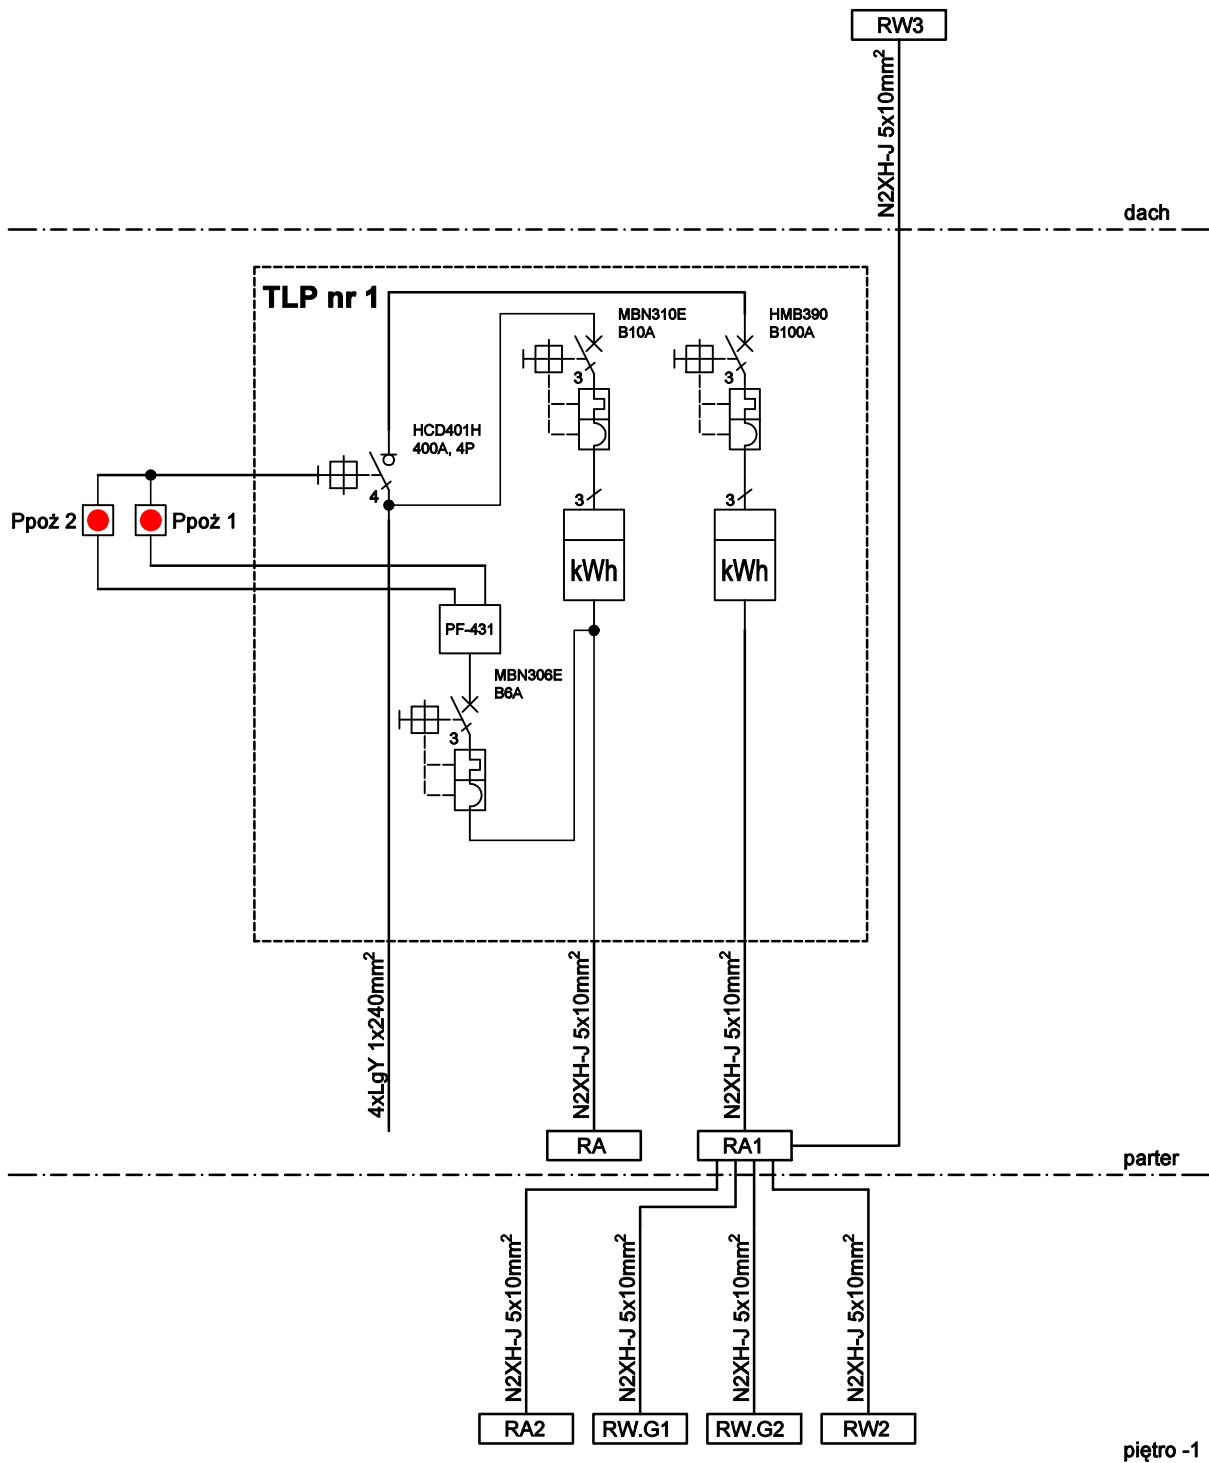 RW3
N2XH-J 5x10mm²
dach
TLP nr 1
MBN310E
B10A
HMB390
B100A
3
3
HCD401H
400A, 4P
4
3
3
Ppoż 2
Ppoż 1
kWh
kWh
PF-431
MBN306E
B6A
3
4xLgY 1x240mm²
N2XH-J 5x10mm²
N2XH-J 5x10mm²
RA
RA1
parter
N2XH-J 5x10mm²
N2XH-J 5x10mm²
N2XH-J 5x10mm²
N2XH-J 5x10mm²
RA2
RW.G1
RW.G2
RW2
piętro -1